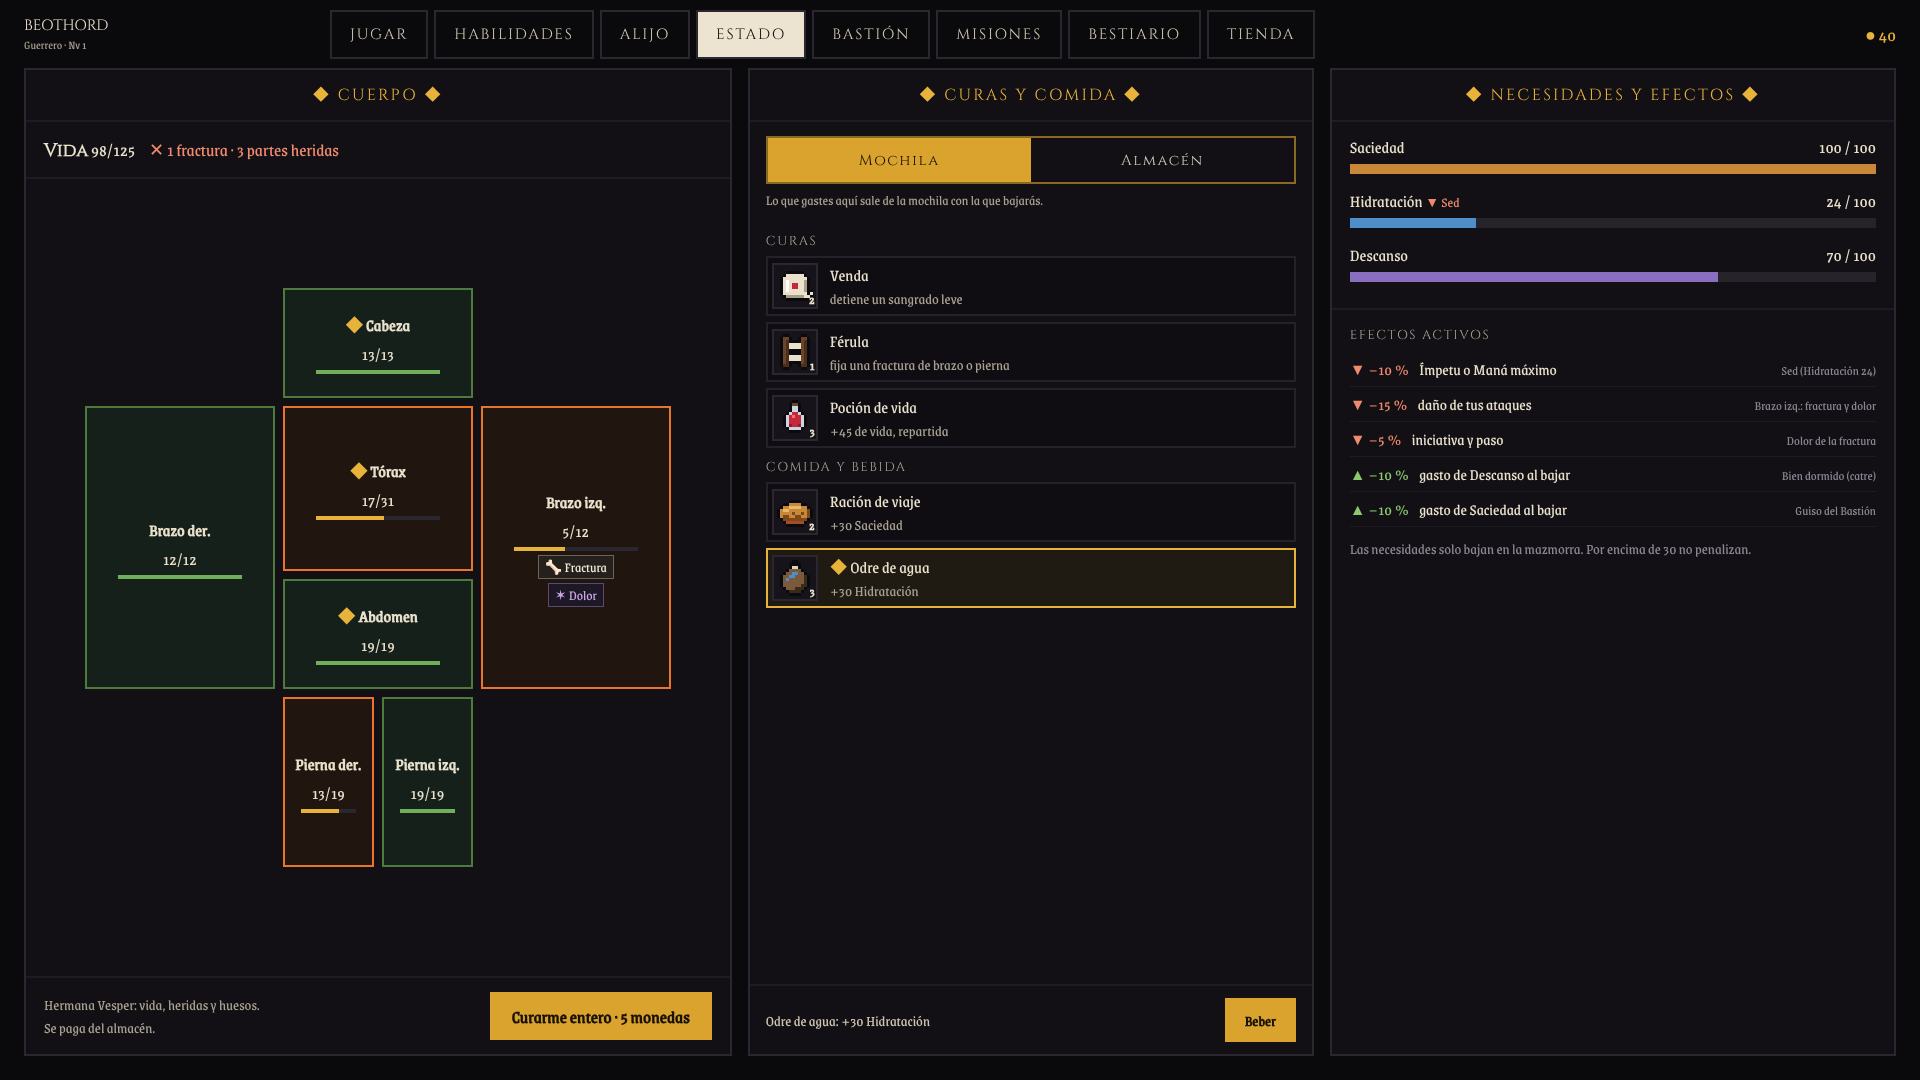 BEOTHORD
Guerrero · Nv 1
JUGAR
HABILIDADES
ALIJO
ESTADO
BASTIÓN
MISIONES
BESTIARIO
TIENDA
40
◆ CUERPO ◆
VIDA 98/125 ✕ 1 fractura · 3 partes heridas
◆ Cabeza
13/13
Brazo der.
12/12
◆ Tórax
17/31
Brazo izq.
5/12
Fractura
✶ Dolor
◆ Abdomen
19/19
Pierna der.
13/19
Pierna izq.
19/19
Hermana Vesper: vida, heridas y huesos.
Se paga del almacén.
Curarme entero · 5 monedas
◆ CURAS Y COMIDA ◆
MOCHILA
ALMACÉN
Lo que gastes aquí sale de la mochila con la que bajarás.
CURAS
2
Venda
detiene un sangrado leve
1
Férula
fija una fractura de brazo o pierna
3
Poción de vida
+45 de vida, repartida
COMIDA Y BEBIDA
2
Ración de viaje
+30 Saciedad
3
◆ Odre de agua
+30 Hidratación
Odre de agua: +30 Hidratación
Beber
◆ NECESIDADES Y EFECTOS ◆
Saciedad 100 / 100
Hidratación ▼ Sed 24 / 100
Descanso 70 / 100
EFECTOS ACTIVOS
▼ −10 % Ímpetu o Maná máximo Sed (Hidratación 24)
▼ −15 % daño de tus ataques Brazo izq.: fractura y dolor
▼ −5 % iniciativa y paso Dolor de la fractura
▲ −10 % gasto de Descanso al bajar Bien dormido (catre)
▲ −10 % gasto de Saciedad al bajar Guiso del Bastión
Las necesidades solo bajan en la mazmorra. Por encima de 30 no penalizan.